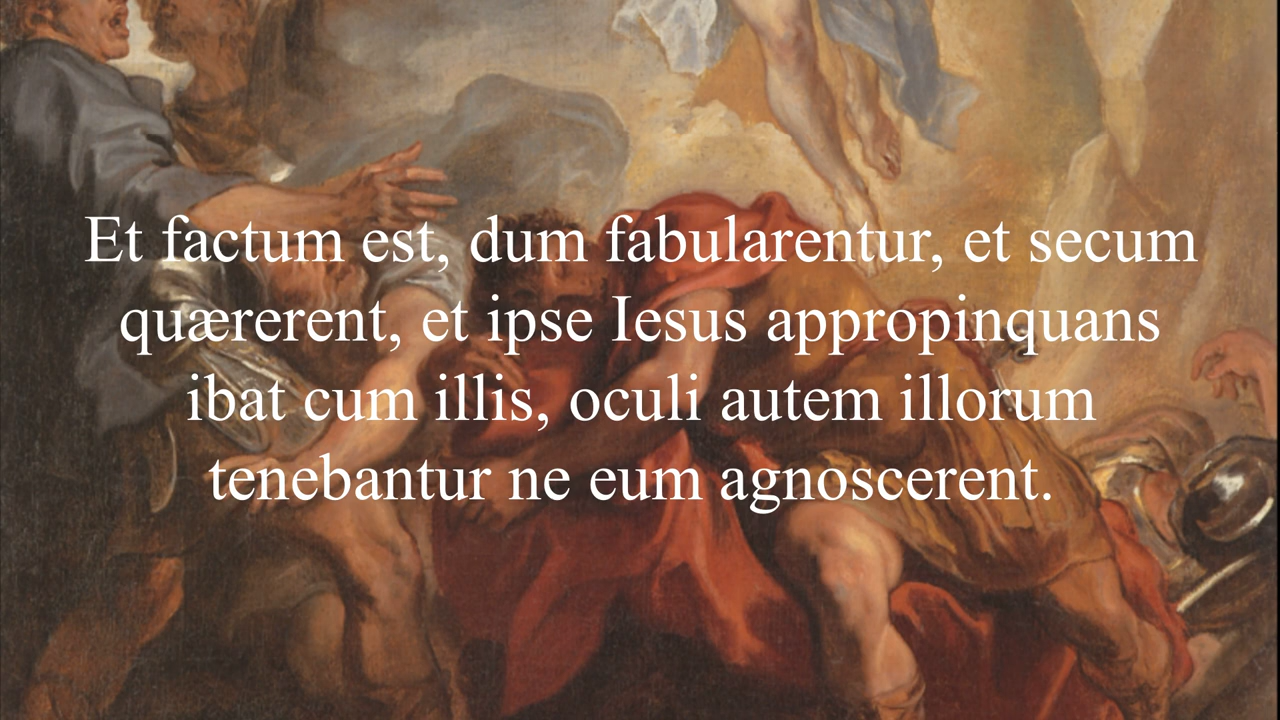 Et factum est, dum fabularentur, et secum
quærerent, et ipse Iesus appropinquans
ibat cum illis, oculi autem illorum
tenebantur ne eum agnoscerent.